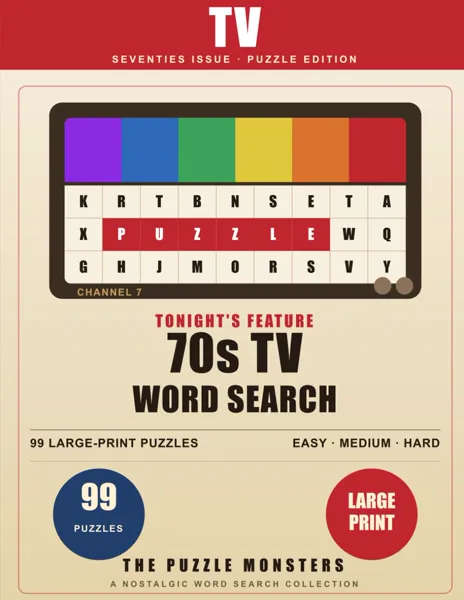 TV
SEVENTIES ISSUE · PUZZLE EDITION
K R T B N S E T A
X P U Z Z L E W Q
G H J M O R S V Y
CHANNEL 7
TONIGHT'S FEATURE
70s TV
WORD SEARCH
99 LARGE-PRINT PUZZLES EASY · MEDIUM · HARD
99
PUZZLES
LARGE
PRINT
THE PUZZLE MONSTERS
A NOSTALGIC WORD SEARCH COLLECTION